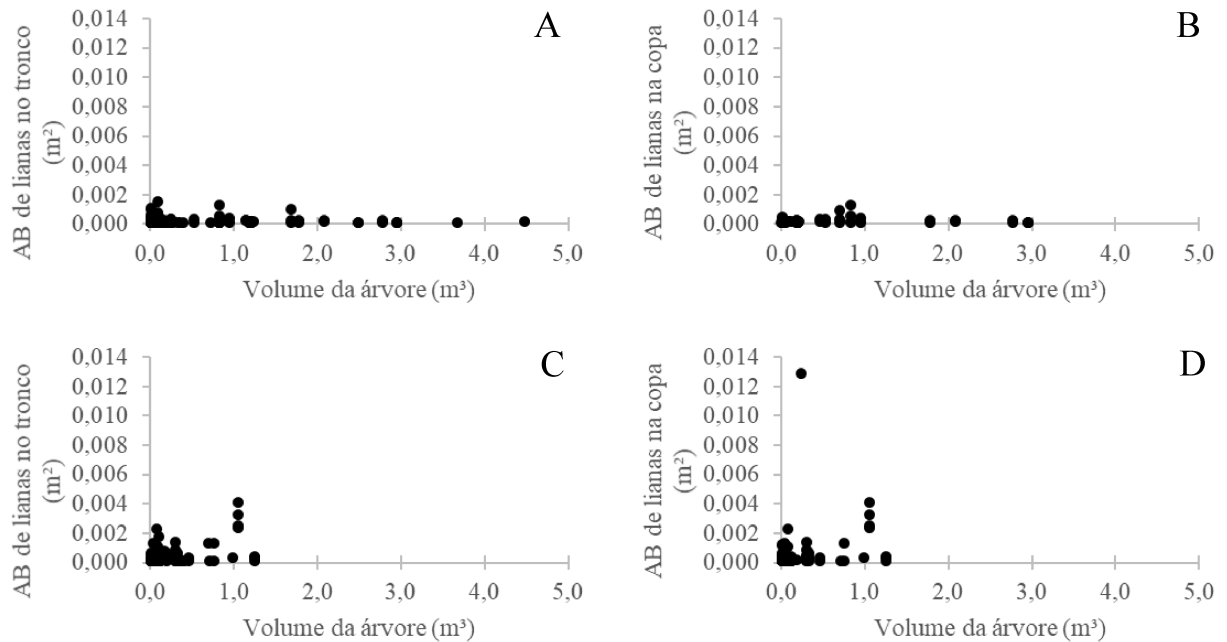 A
AB de lianas no tronco
(m²)
0,014
0,012
0,010
0,008
0,006
0,004
0,002
0,000
0,0 1,0 2,0 3,0 4,0 5,0
Volume da árvore (m³)
B
AB de lianas na copa
(m²)
0,014
0,012
0,010
0,008
0,006
0,004
0,002
0,000
0,0 1,0 2,0 3,0 4,0 5,0
Volume da árvore (m³)
C
AB de lianas no tronco
(m²)
0,014
0,012
0,010
0,008
0,006
0,004
0,002
0,000
0,0 1,0 2,0 3,0 4,0 5,0
Volume da árvore (m³)
D
AB de lianas na copa
(m²)
0,014
0,012
0,010
0,008
0,006
0,004
0,002
0,000
0,0 1,0 2,0 3,0 4,0 5,0
Volume da árvore (m³)